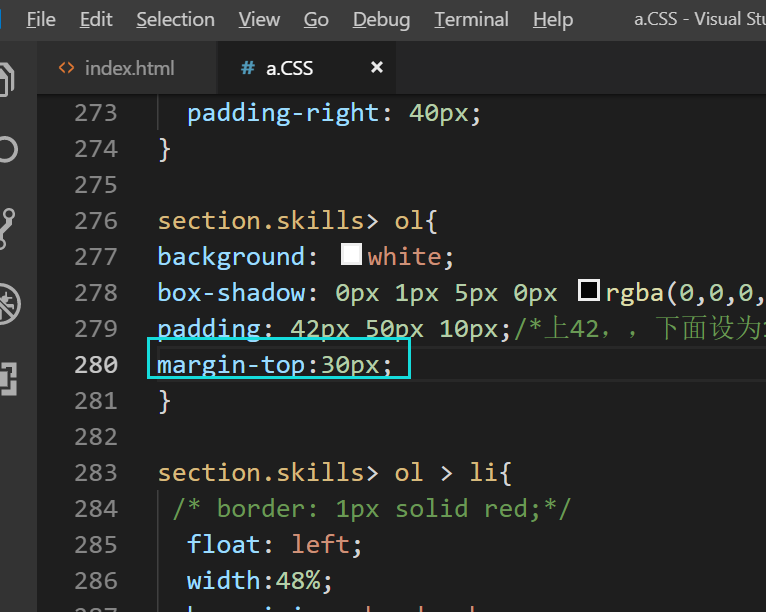 File Edit Selection View Go Debug Terminal Help a.CSS - Visual Stu
<> index.html # a.CSS ×
273 padding-right: 40px;
274 }
275
276 section.skills> ol{
277 background: white;
278 box-shadow: 0px 1px 5px 0px rgba(0,0,0,
279 padding: 42px 50px 10px;/*上42，，下面设为
280 margin-top:30px;
281 }
282
283 section.skills> ol > li{
284 /* border: 1px solid red;*/
285 float: left;
286 width:48%;